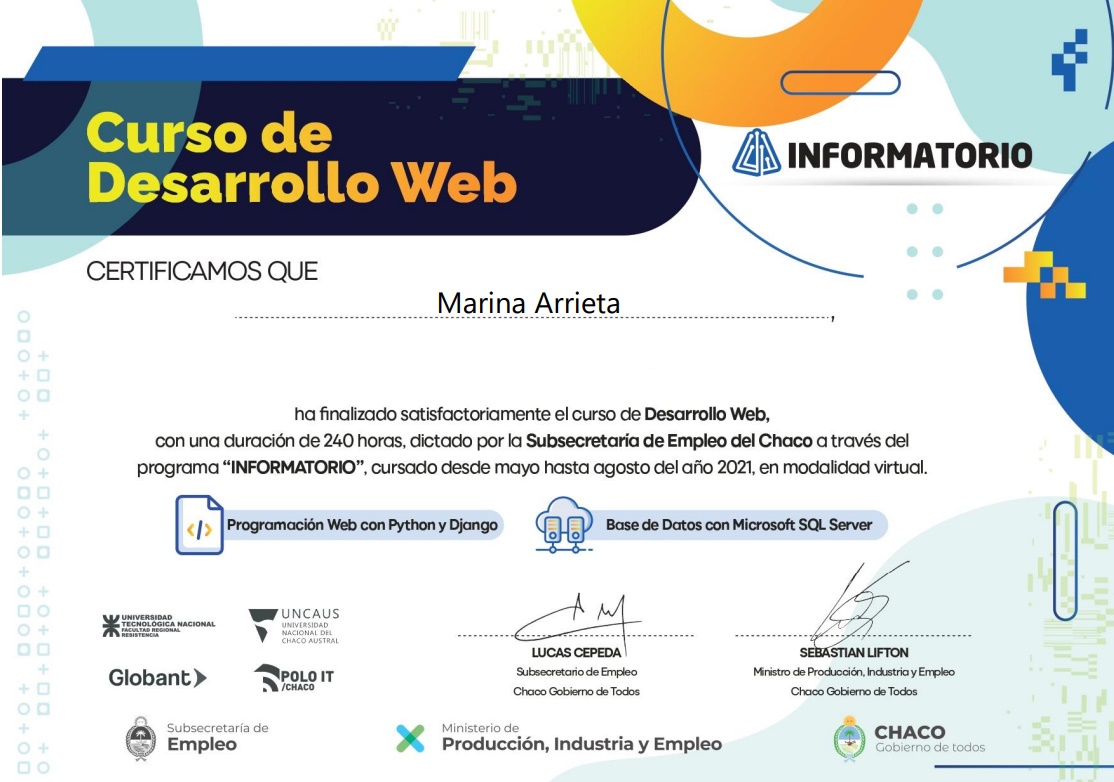 Curso de
Desarrollo Web
INFORMATORIO
CERTIFICAMOS QUE
Marina Arrieta
,
ha finalizado satisfactoriamente el curso de Desarrollo Web,
con una duración de 240 horas, dictado por la Subsecretaría de Empleo del Chaco a través del
programa “INFORMATORIO”, cursado desde mayo hasta agosto del año 2021, en modalidad virtual.
</> Programación Web con Python y Django
Base de Datos con Microsoft SQL Server
UNIVERSIDAD
TECNOLÓGICA NACIONAL
FACULTAD REGIONAL
RESISTENCIA
UNCAUS
UNIVERSIDAD
NACIONAL DEL
CHACO AUSTRAL
Globant
POLO IT
/CHACO
LUCAS CEPEDA
Subsecretario de Empleo
Chaco Gobierno de Todos
SEBASTIAN LIFTON
Ministro de Producción, Industria y Empleo
Chaco Gobierno de Todos
Subsecretaría de
Empleo
Ministerio de
Producción, Industria y Empleo
CHACO
Gobierno de todos